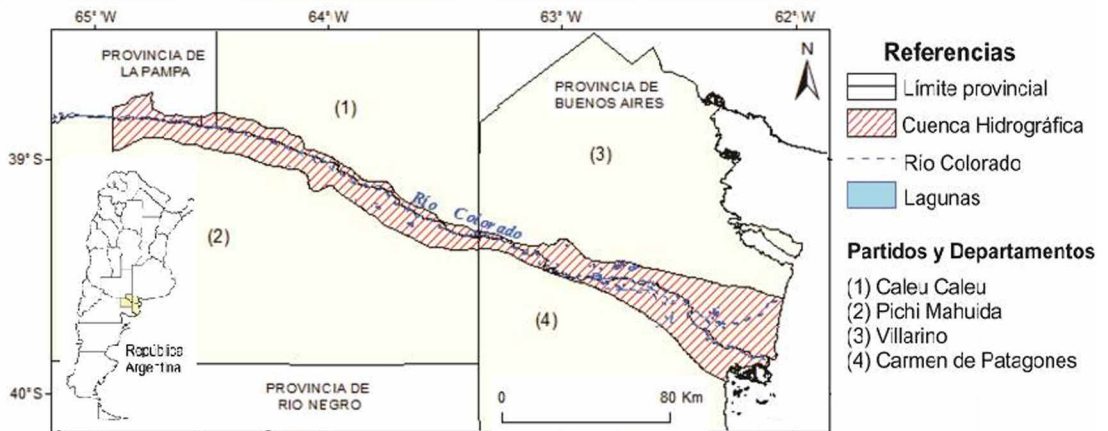 65°W
64°W
63°W
62°W
PROVINCIA DE
LA PAMPA
(1)
PROVINCIA DE
BUENOS AIRES
N
39°S
(3)
Río Colorado
(2)
(4)
República
Argentina
40°S
PROVINCIA DE
RIO NEGRO
0
80 Km
Referencias
Límite provincial
Cuenca Hidrográfica
Río Colorado
Lagunas
Partidos y Departamentos
(1) Caleu Caleu
(2) Pichi Mahuida
(3) Villarino
(4) Carmen de Patagones